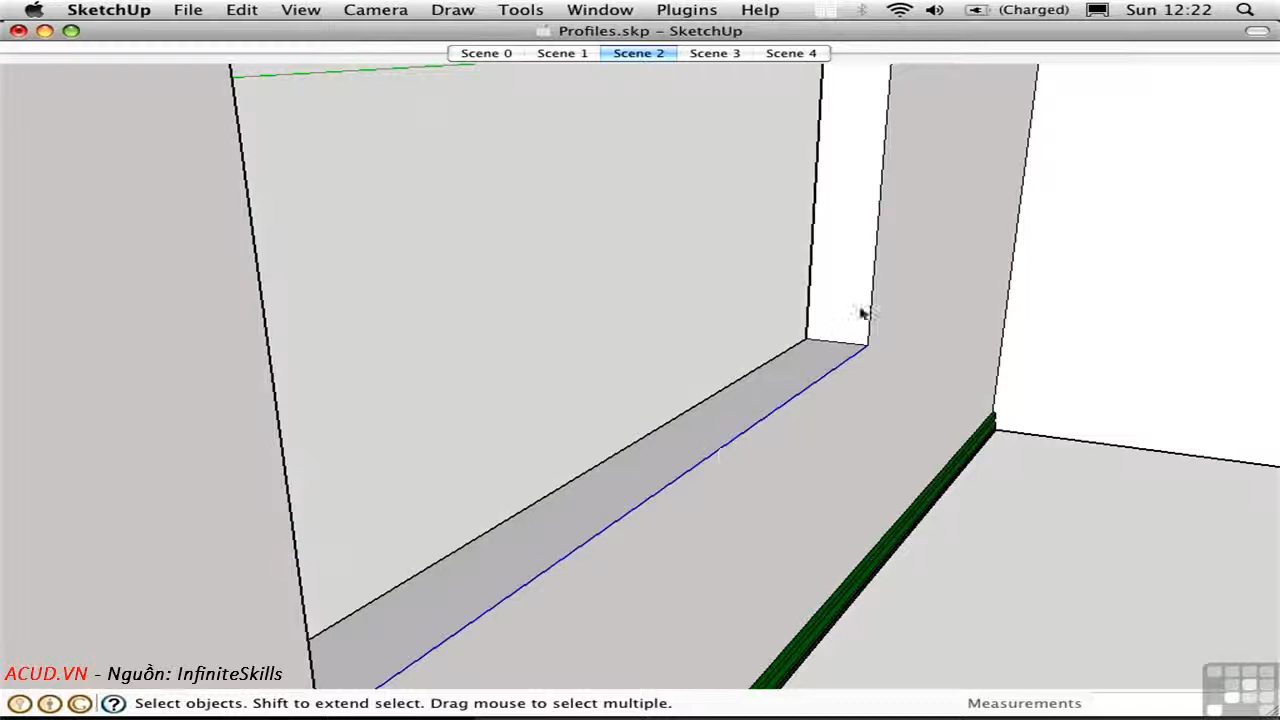 SketchUp File Edit View Camera Draw Tools Window Plugins Help (Charged) Sun 12:22
Profiles.skp – SketchUp
Scene 0 Scene 1 Scene 2 Scene 3 Scene 4
ACUD.VN - Nguồn: InfiniteSkills
Select objects. Shift to extend select. Drag mouse to select multiple. Measurements